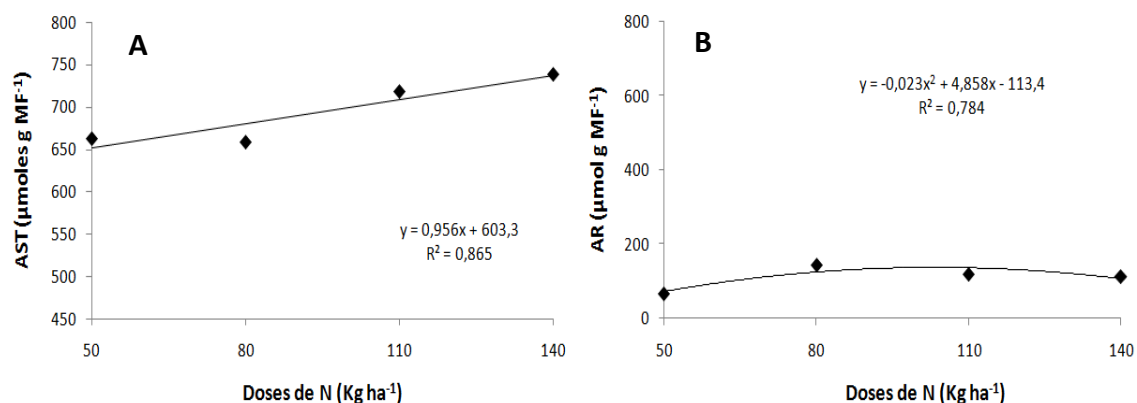 A
AST (µmoles g MF⁻¹)
800
750
700
650
600
550
500
450
y = 0,956x + 603,3
R² = 0,865
50 80 110 140
Doses de N (Kg ha⁻¹)
B
AR (µmol g MF⁻¹)
800
600
400
200
0
y = -0,023x² + 4,858x - 113,4
R² = 0,784
50 80 110 140
Doses de N (Kg ha⁻¹)